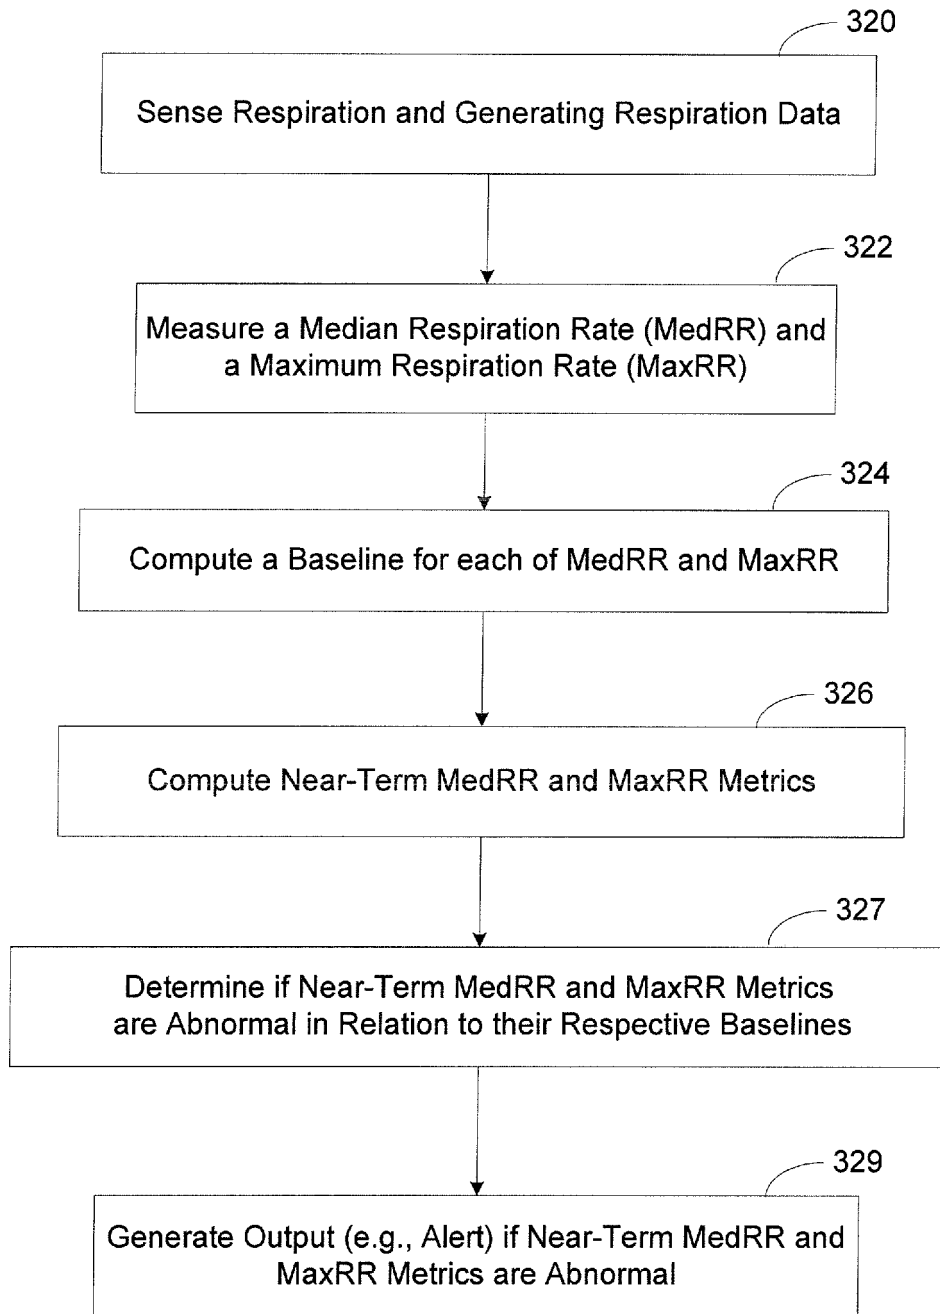 320
Sense Respiration and Generating Respiration Data
322
Measure a Median Respiration Rate (MedRR) and
a Maximum Respiration Rate (MaxRR)
324
Compute a Baseline for each of MedRR and MaxRR
326
Compute Near-Term MedRR and MaxRR Metrics
327
Determine if Near-Term MedRR and MaxRR Metrics
are Abnormal in Relation to their Respective Baselines
329
Generate Output (e.g., Alert) if Near-Term MedRR and
MaxRR Metrics are Abnormal